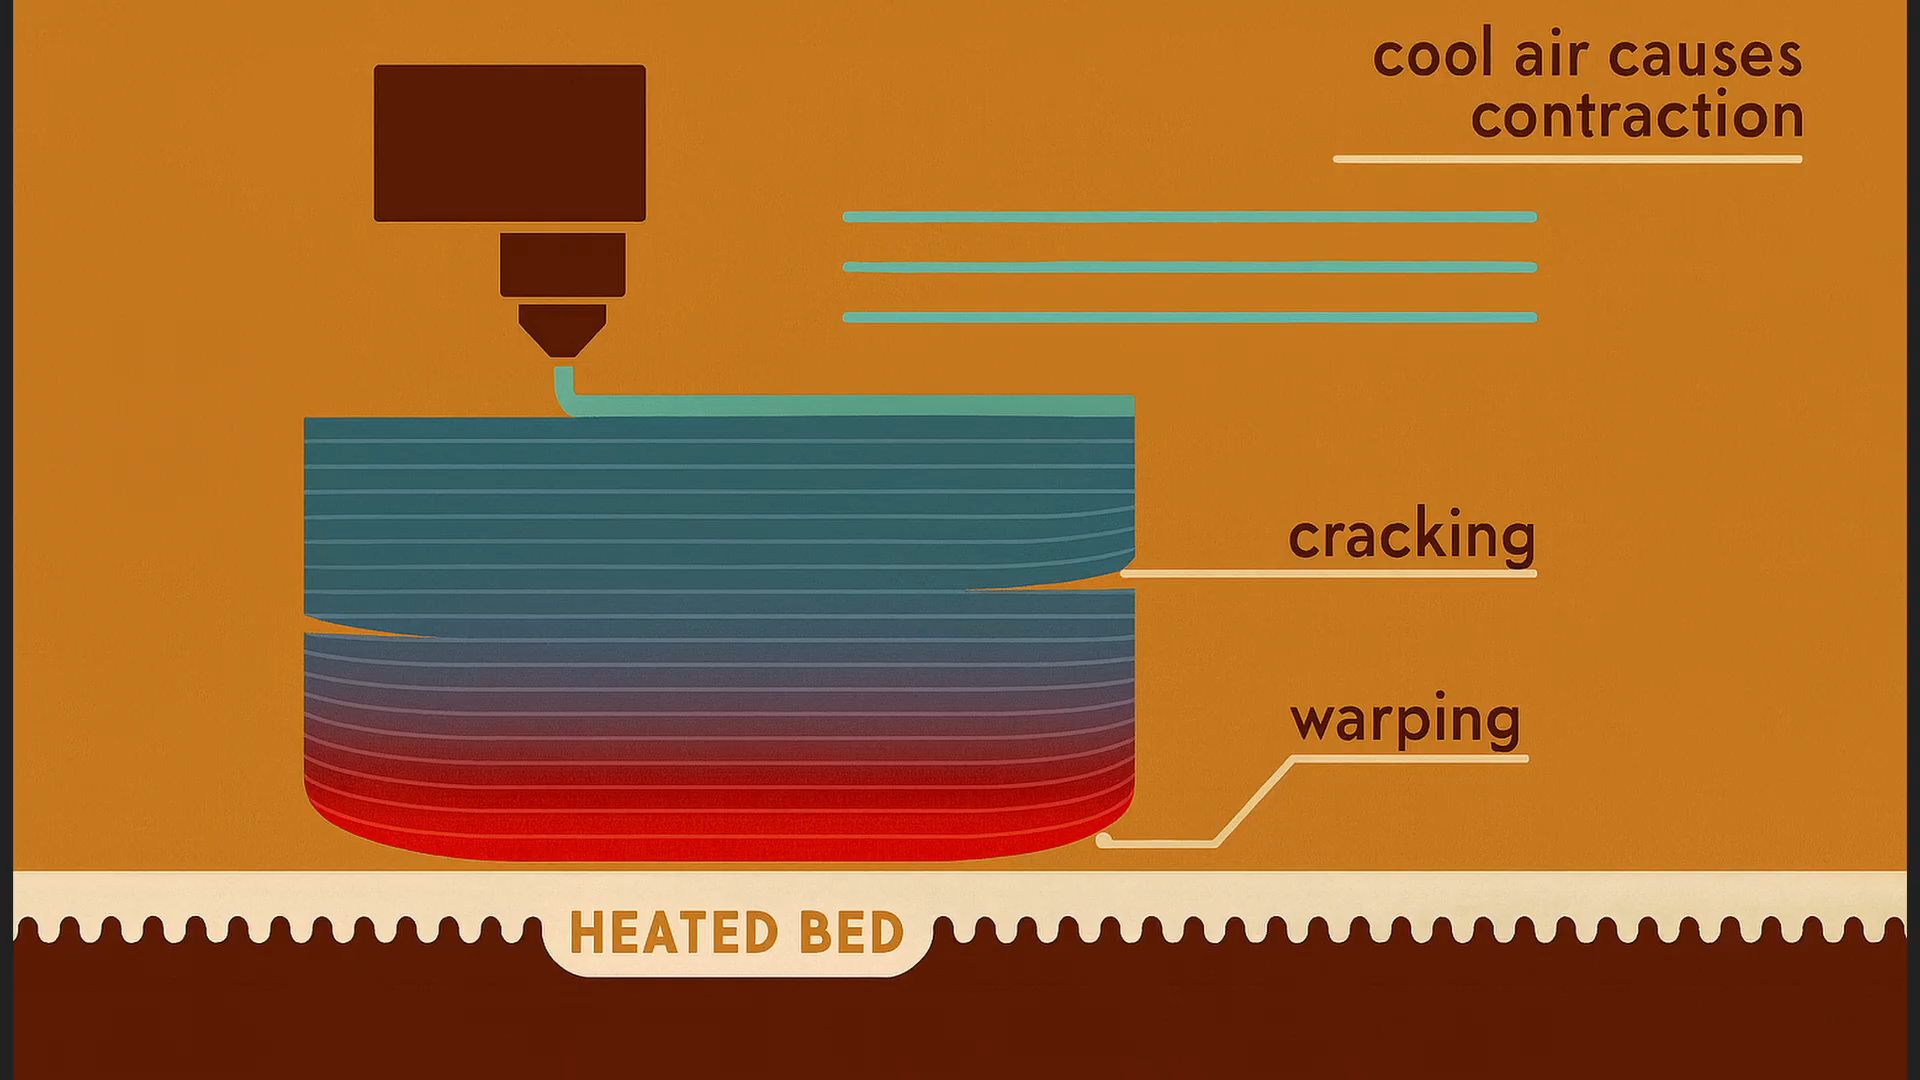 cool air causes
contraction
cracking
warping
HEATED BED